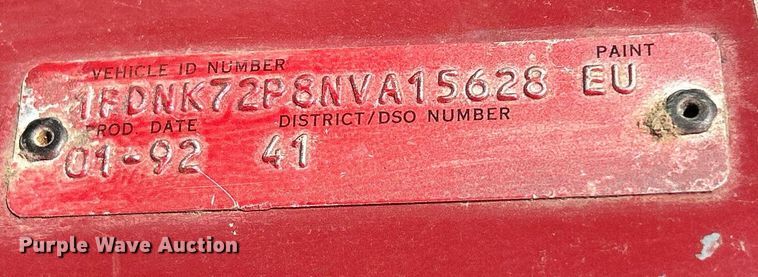 VEHICLE ID NUMBER PAINT
1FDNK72P8NVA15628 EU
PROD. DATE DISTRICT/DSO NUMBER
01-92 41
Purple Wave Auction